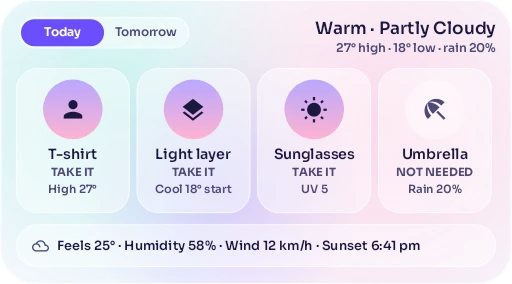 Today Tomorrow
Warm · Partly Cloudy
27° high · 18° low · rain 20%
T-shirt
TAKE IT
High 27°
Light layer
TAKE IT
Cool 18° start
Sunglasses
TAKE IT
UV 5
Umbrella
NOT NEEDED
Rain 20%
Feels 25° · Humidity 58% · Wind 12 km/h · Sunset 6:41 pm